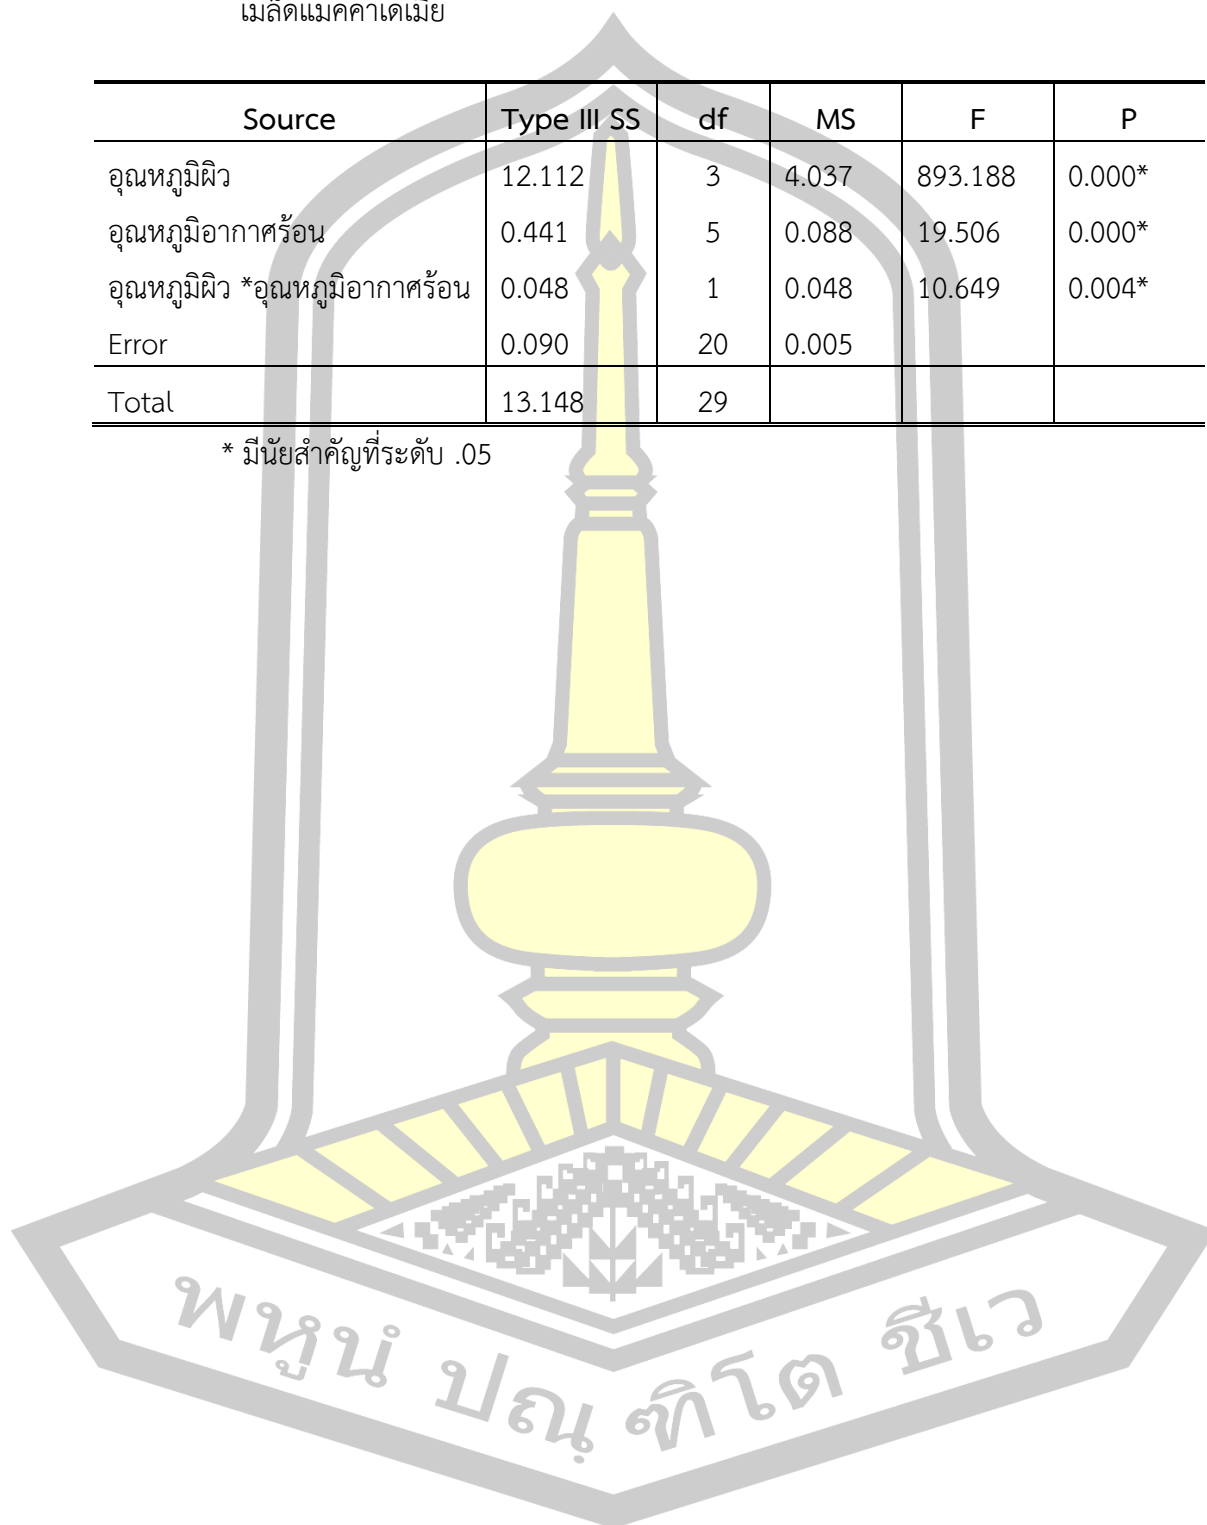 เมล็ดแมคคาเดเมีย
Source Type III SS df MS F P
อุณหภูมิผิว 12.112 3 4.037 893.188 0.000*
อุณหภูมิอากาศร้อน 0.441 5 0.088 19.506 0.000*
อุณหภูมิผิว *อุณหภูมิอากาศร้อน 0.048 1 0.048 10.649 0.004*
Error 0.090 20 0.005
Total 13.148 29
* มีนัยสำคัญที่ระดับ .05
พหูนํ ปณฺฑิโต ชีเว